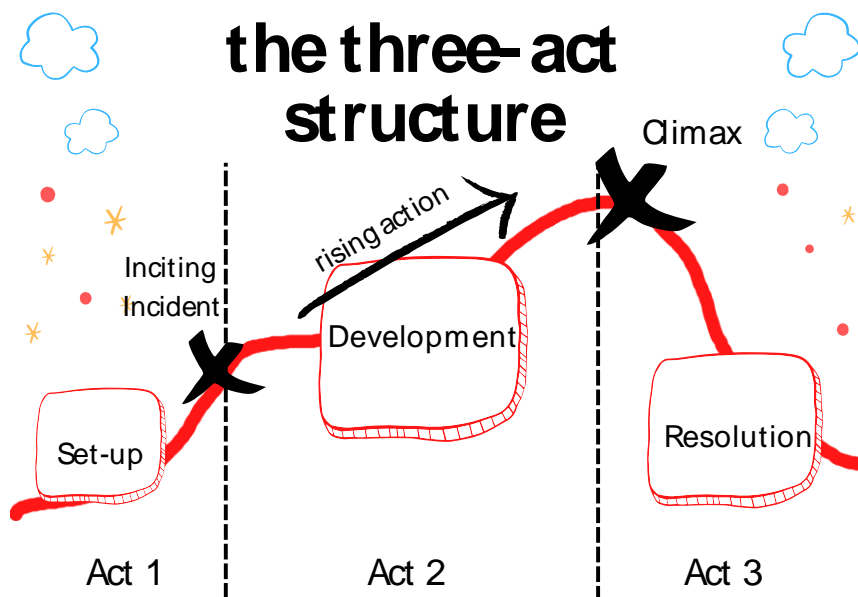 the three-act
structure
Climax
rising action
Inciting
Incident
Development
Set-up
Resolution
Act 1
Act 2
Act 3